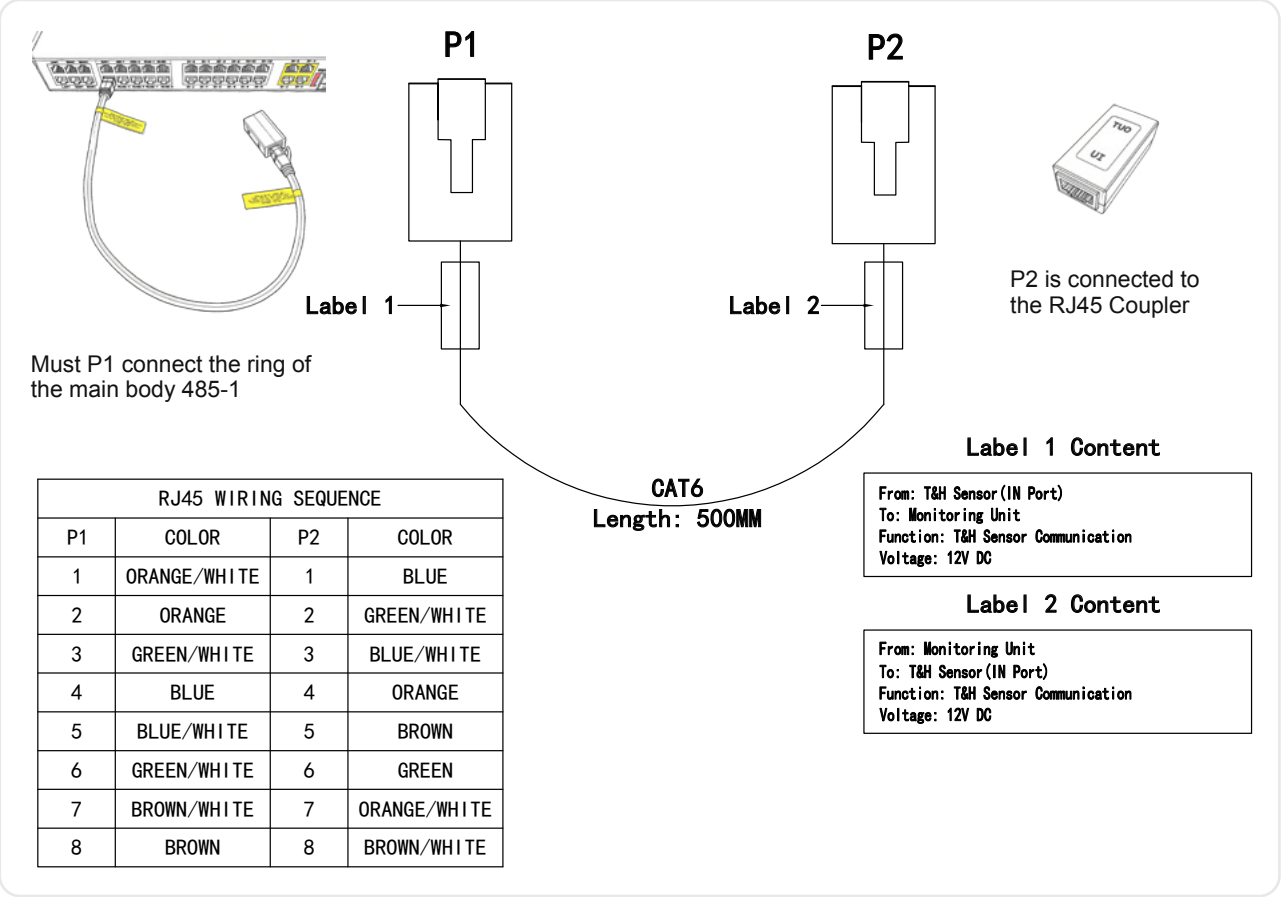 P1
P2
TUO
UI
Label 1
Label 2
P2 is connected to
the RJ45 Coupler
Must P1 connect the ring of
the main body 485-1
CAT6
Length: 500MM
RJ45 WIRING SEQUENCE
P1 COLOR P2 COLOR
1 ORANGE/WHITE 1 BLUE
2 ORANGE 2 GREEN/WHITE
3 GREEN/WHITE 3 BLUE/WHITE
4 BLUE 4 ORANGE
5 BLUE/WHITE 5 BROWN
6 GREEN/WHITE 6 GREEN
7 BROWN/WHITE 7 ORANGE/WHITE
8 BROWN 8 BROWN/WHITE
Label 1 Content
From: T&H Sensor(IN Port)
To: Monitoring Unit
Function: T&H Sensor Communication
Voltage: 12V DC
Label 2 Content
From: Monitoring Unit
To: T&H Sensor(IN Port)
Function: T&H Sensor Communication
Voltage: 12V DC